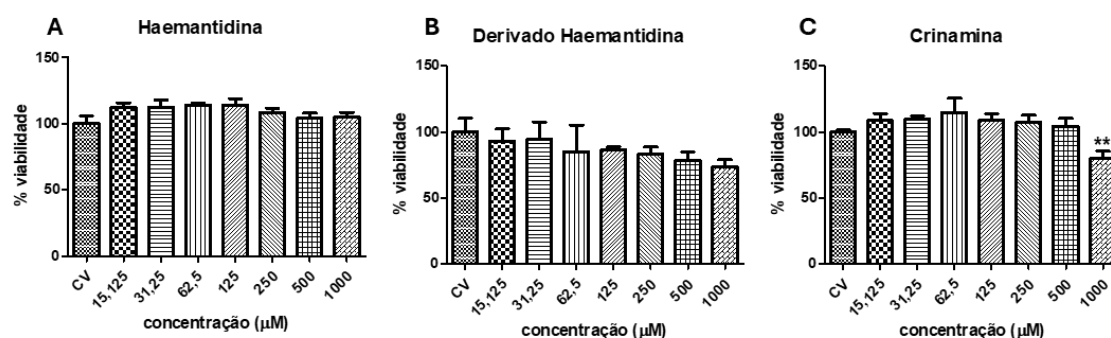 A
Haemantidina
150
100
50
0
% viabilidade
CV
15,125
31,25
62,5
125
250
500
1000
concentração (µM)
B
Derivado Haemantidina
150
100
50
0
% viabilidade
CV
15,125
31,25
62,5
125
250
500
1000
concentração (µM)
C
Crinamina
150
100
50
0
% viabilidade
**
CV
15,125
31,25
62,5
125
250
500
1000
concentração (µM)